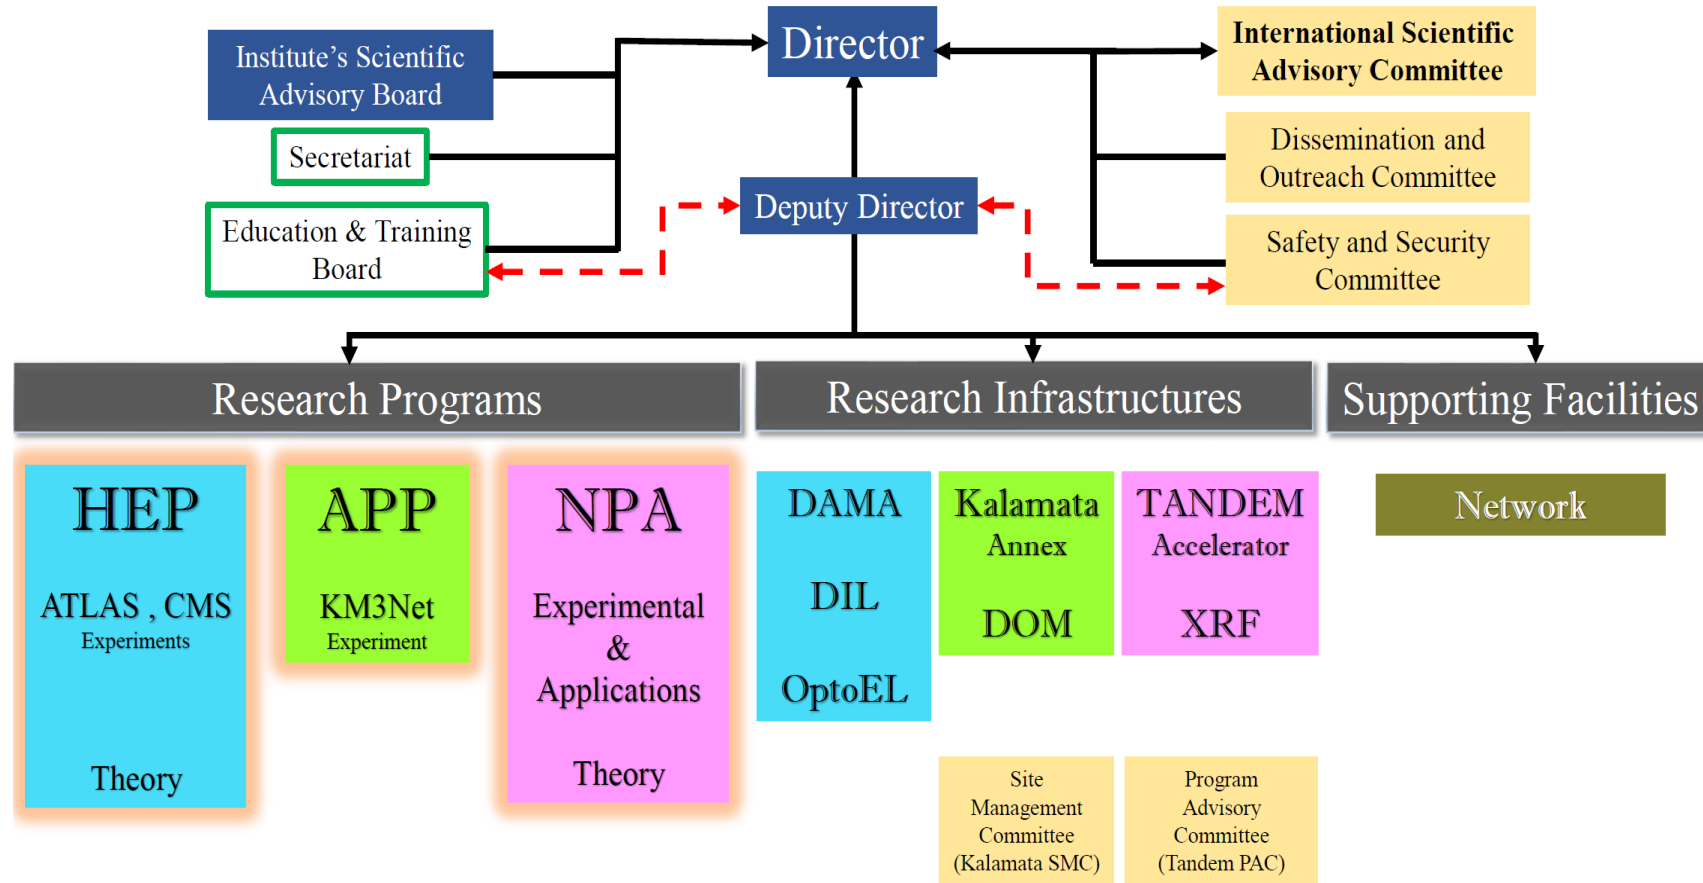 Director
Institute's Scientific
Advisory Board
Secretariat
Education & Training
Board
Deputy Director
International Scientific
Advisory Committee
Dissemination and
Outreach Committee
Safety and Security
Committee
Research Programs
Research Infrastructures
Supporting Facilities
HEP
ATLAS , CMS
Experiments
Theory
APP
KM3Net
Experiment
NPA
Experimental
&
Applications
Theory
DAMA
DIL
OptoEL
Kalamata
Annex
DOM
TANDEM
Accelerator
XRF
Network
Site
Management
Committee
(Kalamata SMC)
Program
Advisory
Committee
(Tandem PAC)